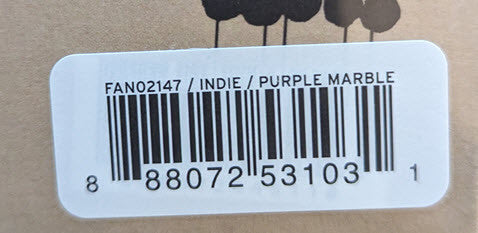 FAN02147 / INDIE / PURPLE MARBLE
8 88072 53103 1